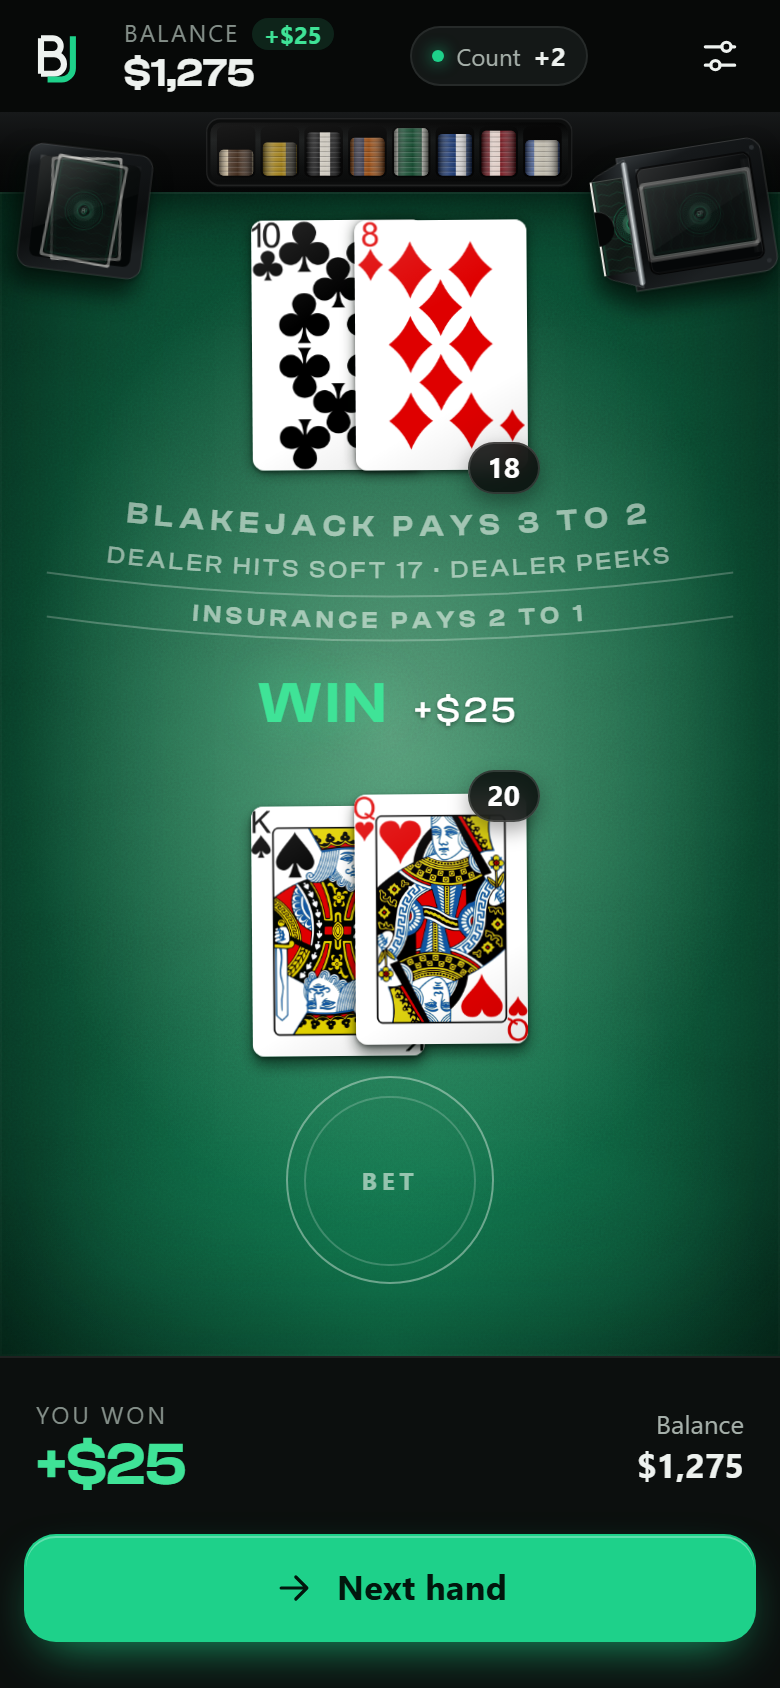 BJ
BALANCE +$25
$1,275
Count +2
10
8
18
BLAKEJACK PAYS 3 TO 2
DEALER HITS SOFT 17 · DEALER PEEKS
INSURANCE PAYS 2 TO 1
WIN +$25
20
K
Q
Q
BET
YOU WON
+$25
Balance
$1,275
Next hand